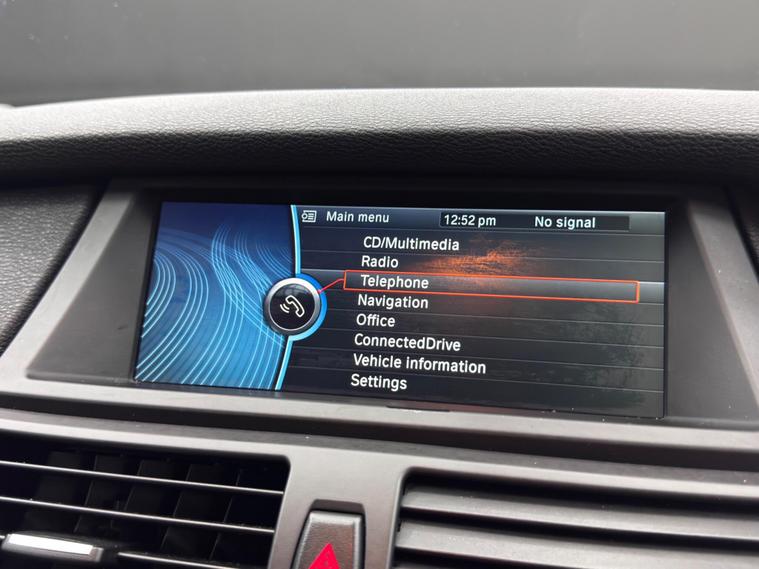 Main menu 12:52 pm No signal
CD/Multimedia
Radio
Telephone
Navigation
Office
ConnectedDrive
Vehicle information
Settings